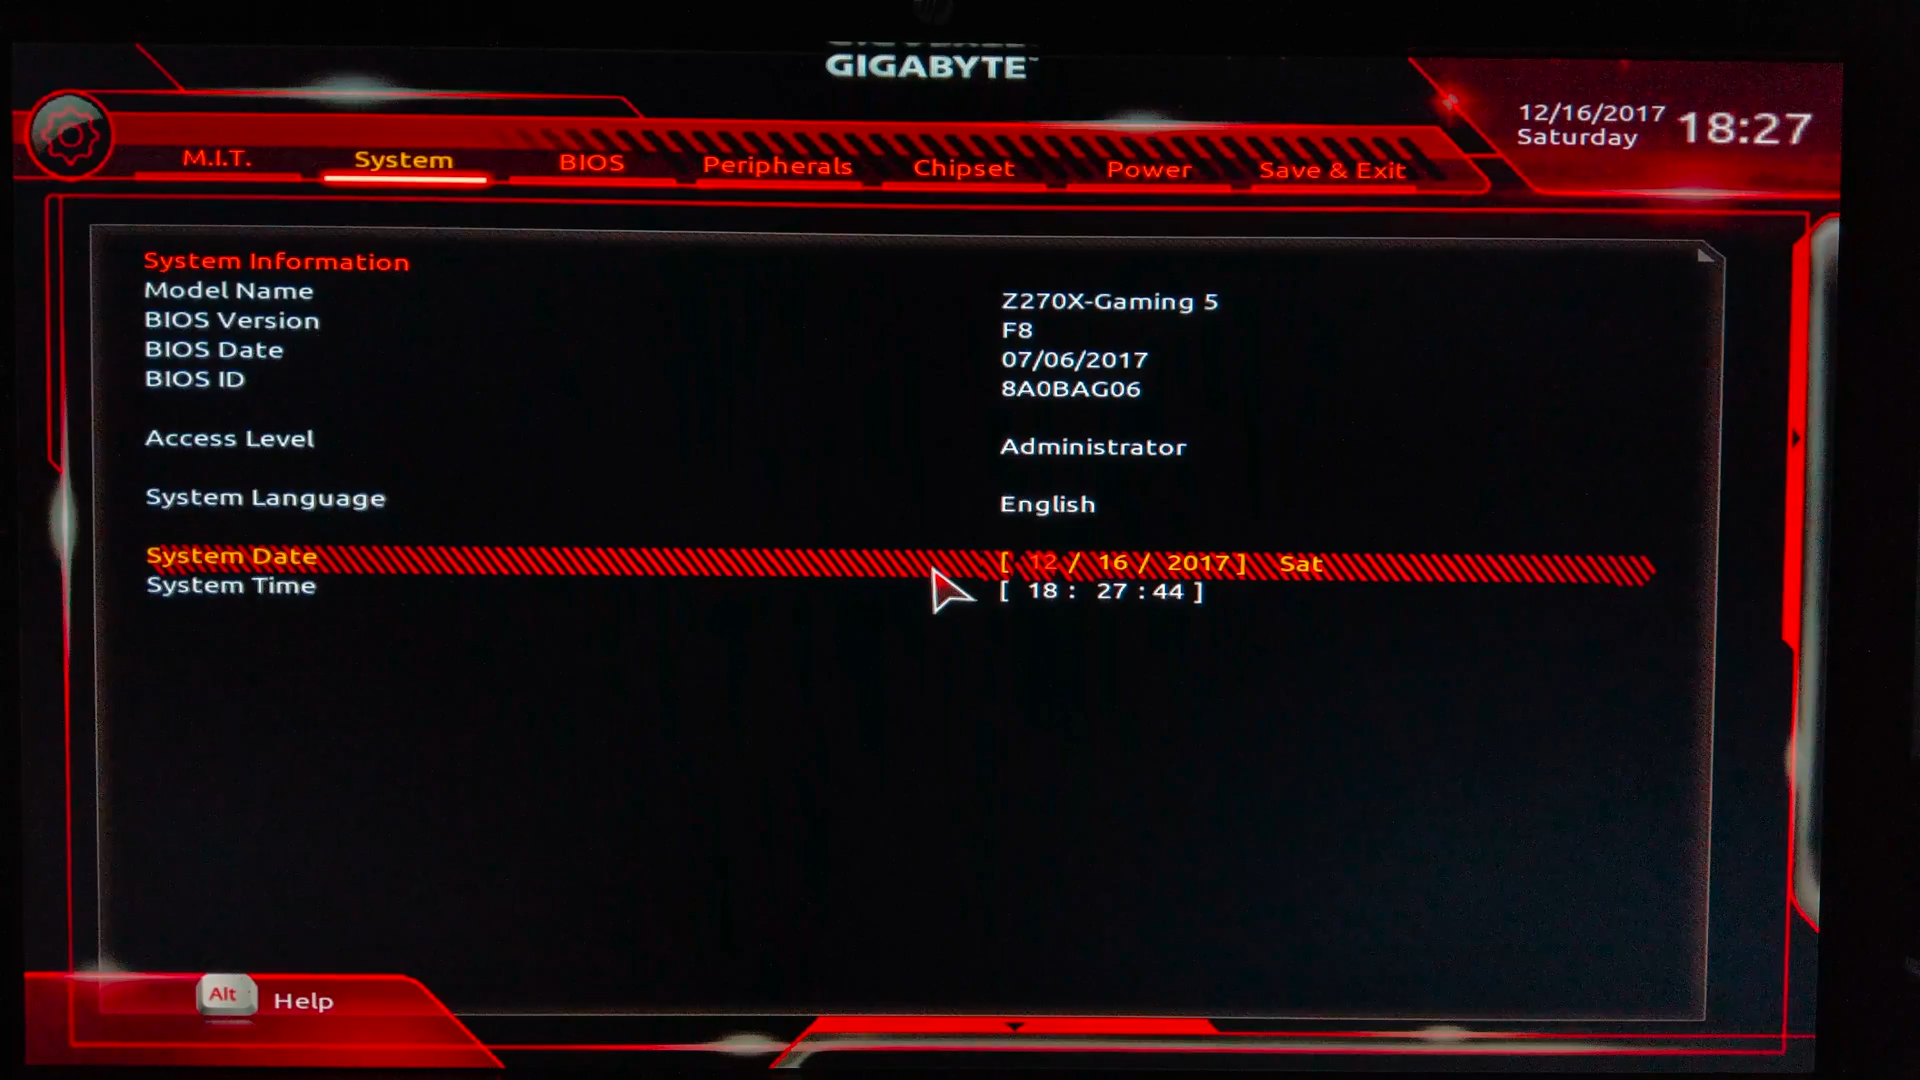 GIGABYTE™
12/16/2017 18:27
Saturday
M.I.T. System BIOS Peripherals Chipset Power Save & Exit
System Information
Model Name Z270X-Gaming 5
BIOS Version F8
BIOS Date 07/06/2017
BIOS ID 8A0BAG06
Access Level Administrator
System Language English
System Date [ 12 / 16 / 2017 ] Sat
System Time [ 18 : 27 : 44 ]
Alt Help